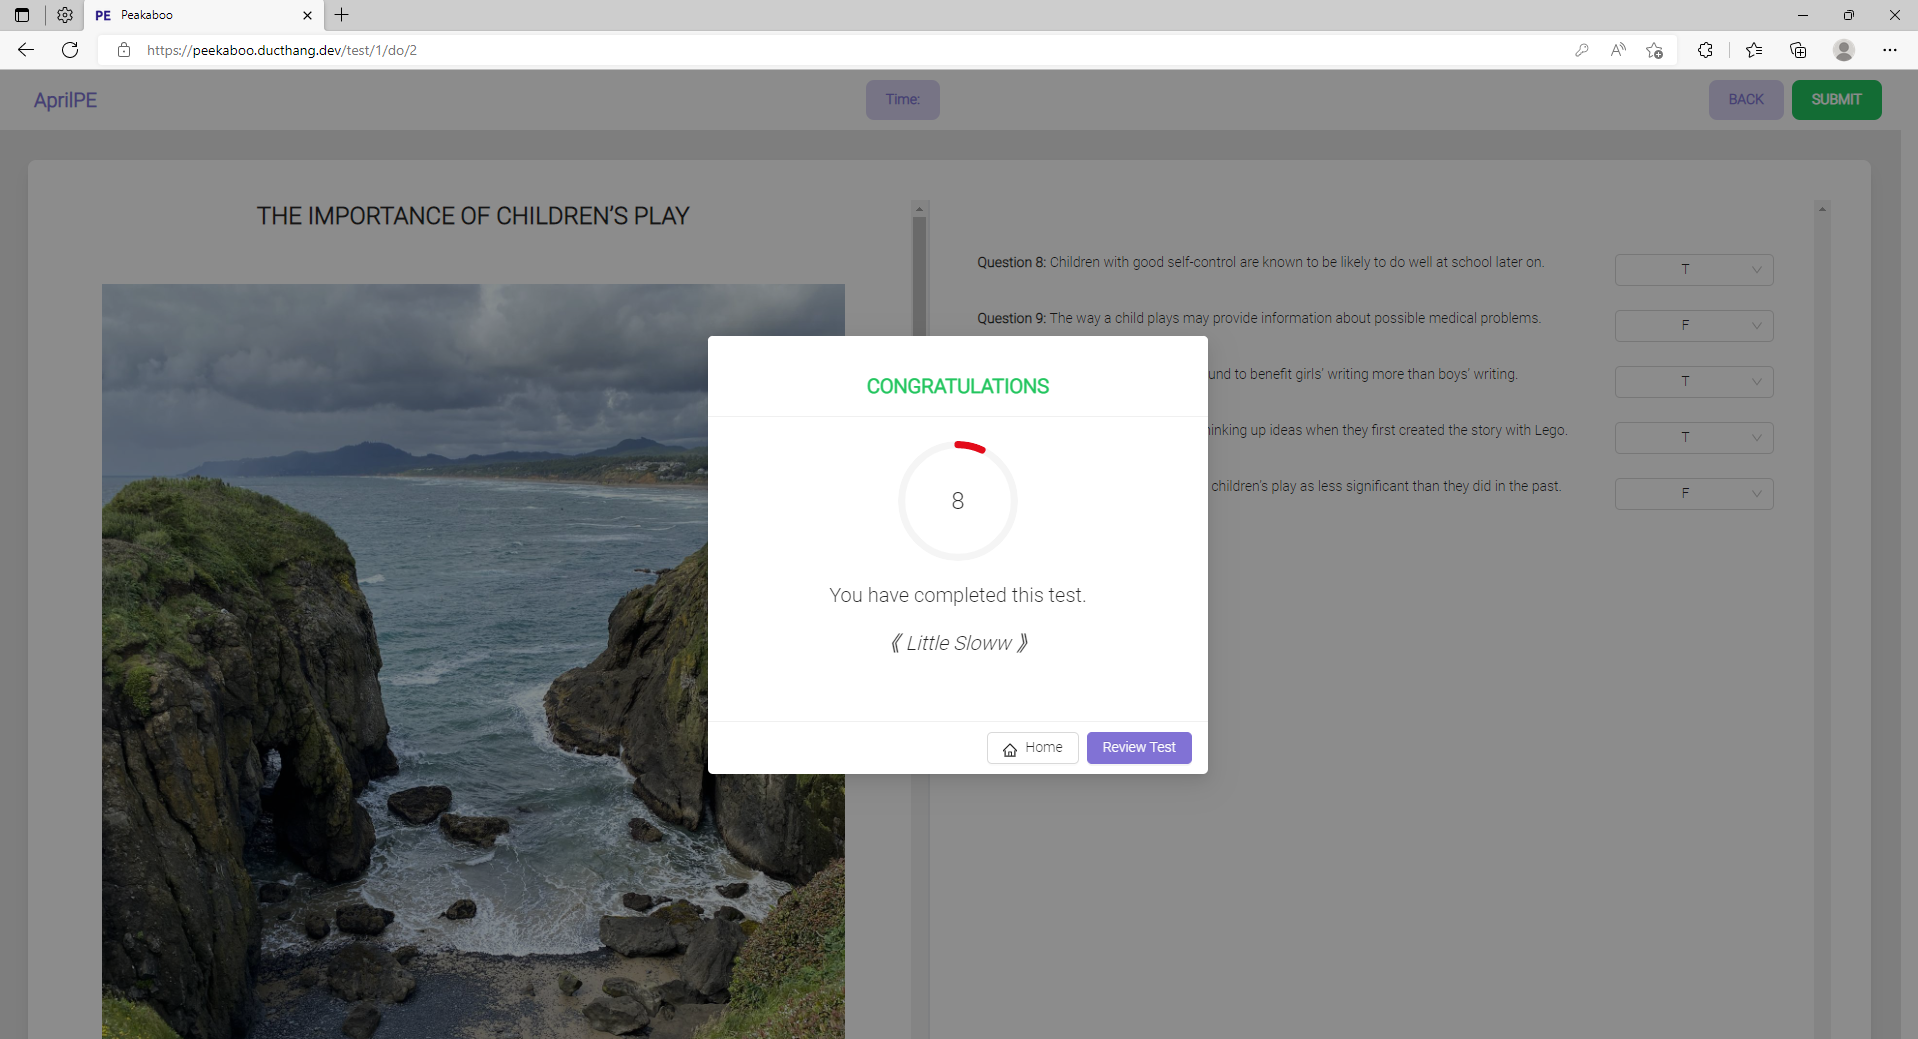 PE Peakaboo
https://peekaboo.ducthang.dev/test/1/do/2
AprilPE
Time:
BACK
SUBMIT
THE IMPORTANCE OF CHILDREN'S PLAY
Question 8: Children with good self-control are known to be likely to do well at school later on.
T
Question 9: The way a child plays may provide information about possible medical problems.
F
und to benefit girls' writing more than boys' writing.
T
inking up ideas when they first created the story with Lego.
T
children's play as less significant than they did in the past.
F
CONGRATULATIONS
8
You have completed this test.
《 Little Sloww 》
Home
Review Test